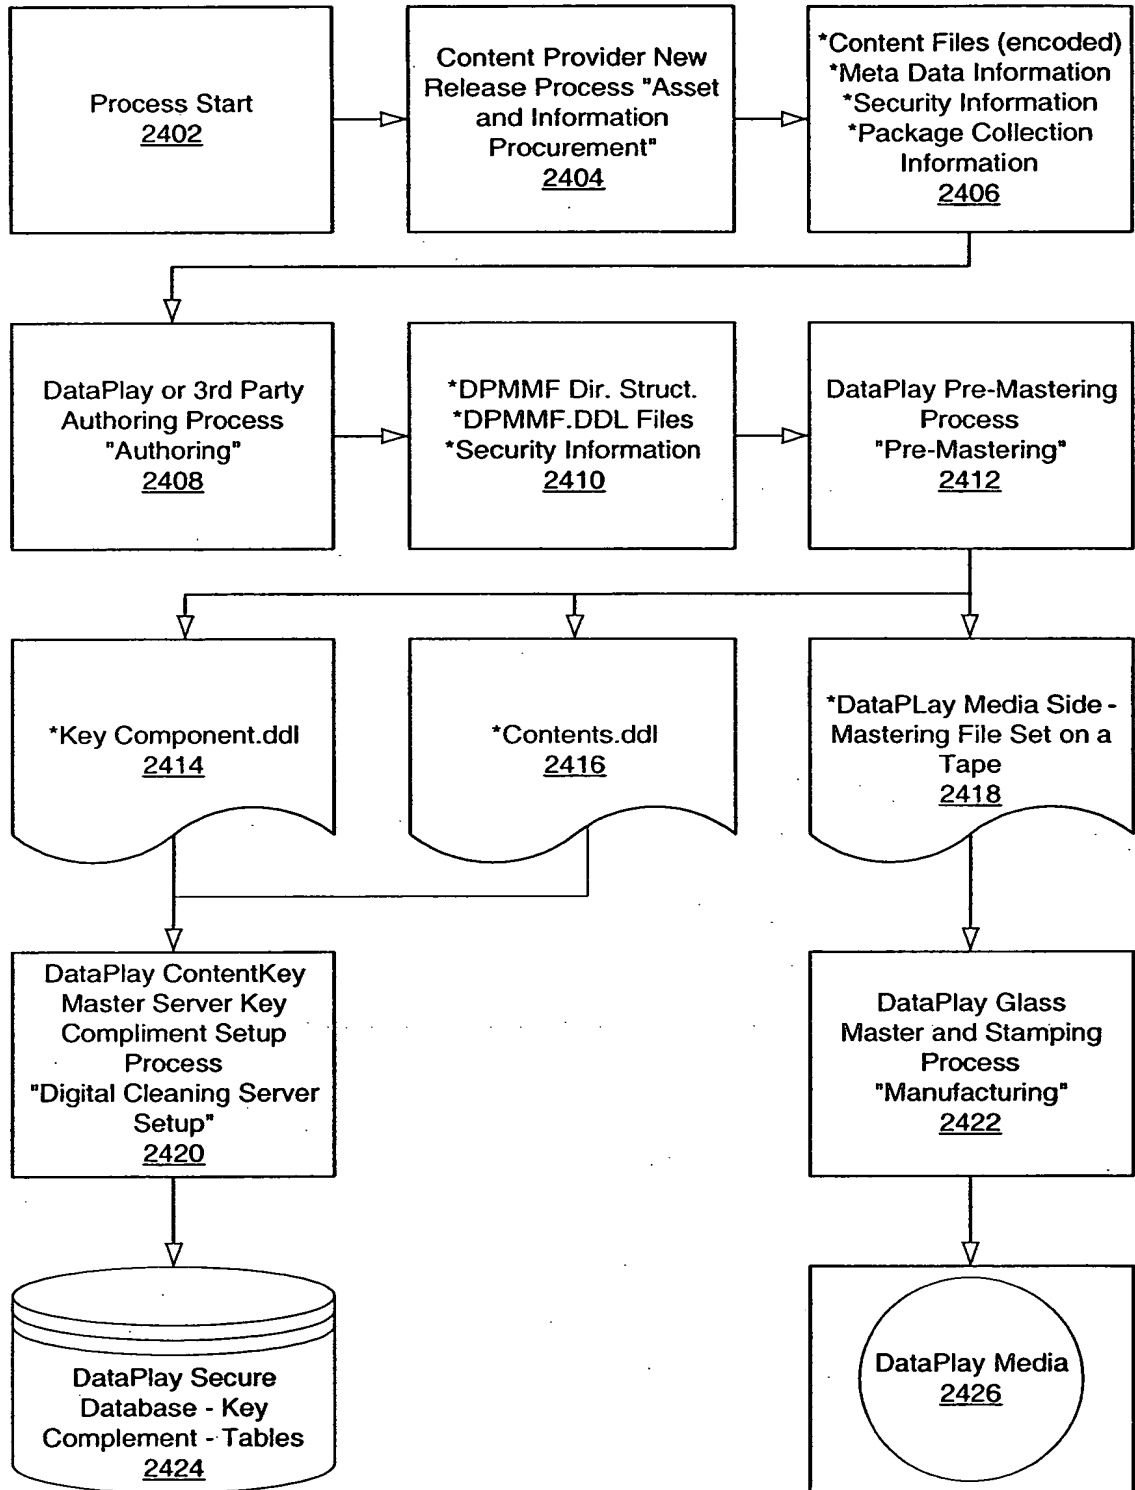 Process Start
2402
Content Provider New
Release Process "Asset
and Information
Procurement"
2404
*Content Files (encoded)
*Meta Data Information
*Security Information
*Package Collection
Information
2406
DataPlay or 3rd Party
Authoring Process
"Authoring"
2408
*DPMMF Dir. Struct.
*DPMMF.DDL Files
*Security Information
2410
DataPlay Pre-Mastering
Process
"Pre-Mastering"
2412
*Key Component.ddl
2414
*Contents.ddl
2416
*DataPLay Media Side -
Mastering File Set on a
Tape
2418
DataPlay ContentKey
Master Server Key
Compliment Setup
Process
"Digital Cleaning Server
Setup"
2420
DataPlay Glass
Master and Stamping
Process
"Manufacturing"
2422
DataPlay Secure
Database - Key
Complement - Tables
2424
DataPlay Media
2426